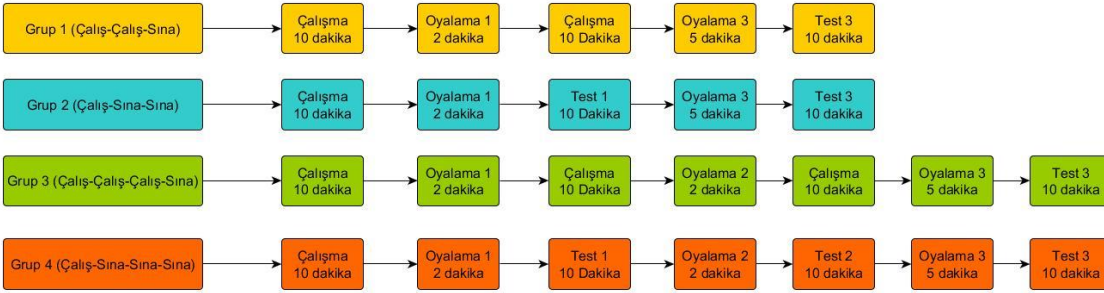 Grup 1 (Çalış-Çalış-Sına)
Çalışma
10 dakika
Oyalama 1
2 dakika
Çalışma
10 Dakika
Oyalama 3
5 dakika
Test 3
10 dakika
Grup 2 (Çalış-Sına-Sına)
Çalışma
10 dakika
Oyalama 1
2 dakika
Test 1
10 Dakika
Oyalama 3
5 dakika
Test 3
10 dakika
Grup 3 (Çalış-Çalış-Çalış-Sına)
Çalışma
10 dakika
Oyalama 1
2 dakika
Çalışma
10 Dakika
Oyalama 2
2 dakika
Çalışma
10 dakika
Oyalama 3
5 dakika
Test 3
10 dakika
Grup 4 (Çalış-Sına-Sına-Sına)
Çalışma
10 dakika
Oyalama 1
2 dakika
Test 1
10 Dakika
Oyalama 2
2 dakika
Test 2
10 dakika
Oyalama 3
5 dakika
Test 3
10 dakika